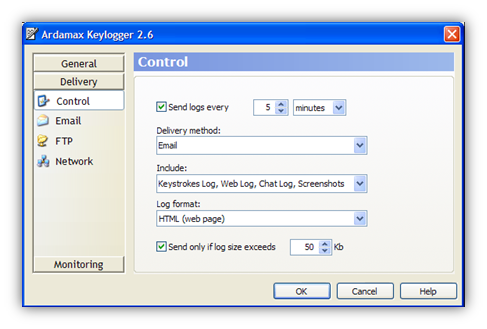 Ardamax Keylogger 2.6
General
Delivery
Control
Email
FTP
Network
Monitoring
Control
Send logs every 5 minutes
Delivery method:
Email
Include:
Keystrokes Log, Web Log, Chat Log, Screenshots
Log format:
HTML (web page)
Send only if log size exceeds 50 Kb
OK Cancel Help